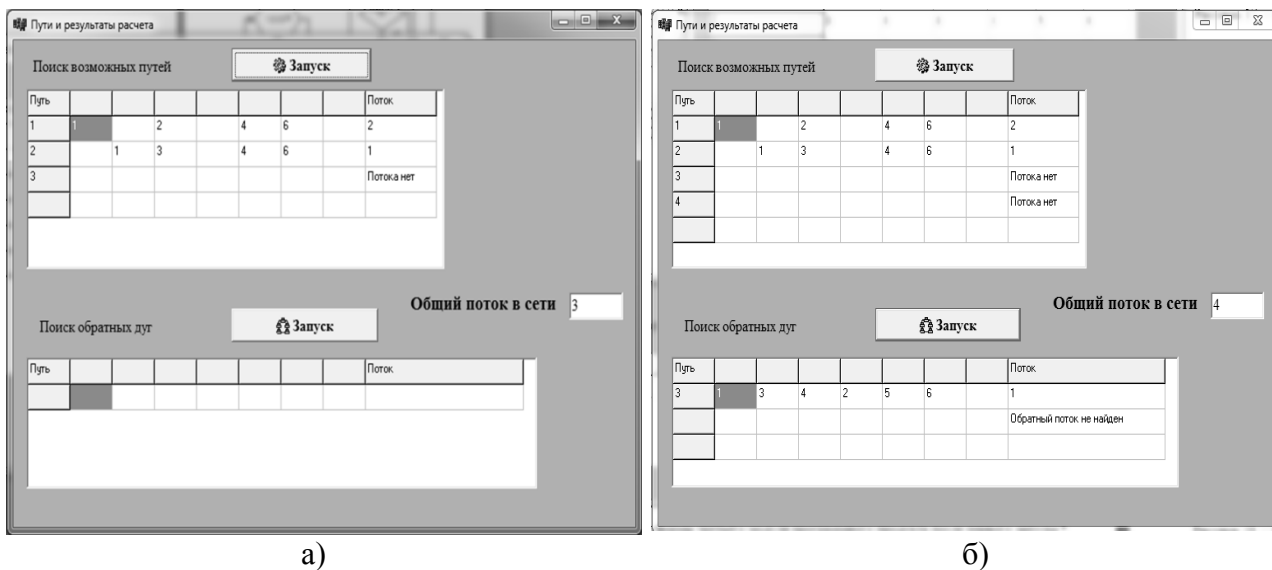 Пути и результаты расчета
Поиск возможных путей
Запуск
Путь Поток
1 1 2 4 6 2
2 1 3 4 6 1
3 Потока нет
Общий поток в сети 3
Поиск обратных дуг
Запуск
Путь Поток
а)
Пути и результаты расчета
Поиск возможных путей
Запуск
Путь Поток
1 1 2 4 6 2
2 1 3 4 6 1
3 Потока нет
4 Потока нет
Общий поток в сети 4
Поиск обратных дуг
Запуск
Путь Поток
3 1 3 4 2 5 6 1
Обратный поток не найден
б)